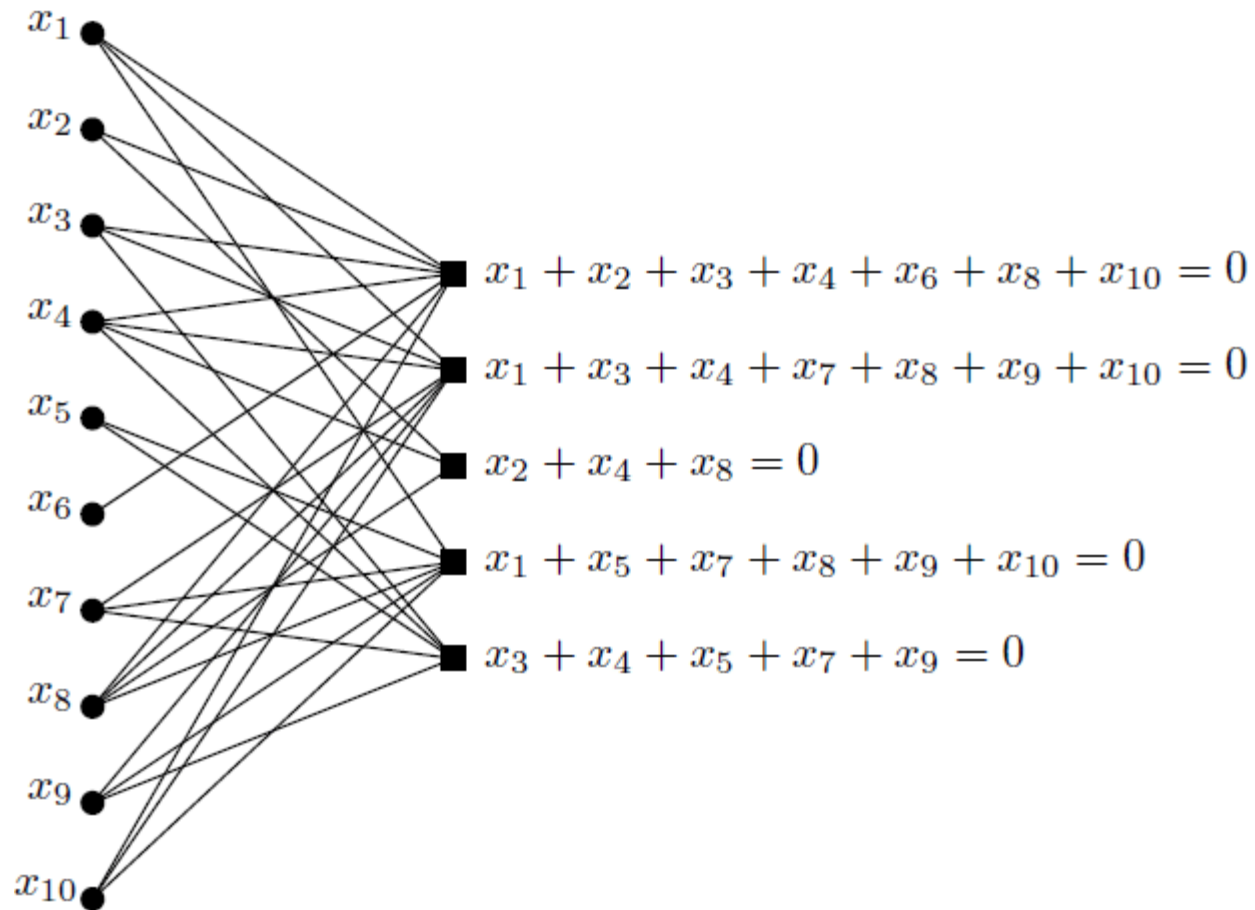 x₁
x₂
x₃
x₄
x₅
x₆
x₇
x₈
x₉
x₁₀
x₁ + x₂ + x₃ + x₄ + x₆ + x₈ + x₁₀ = 0
x₁ + x₃ + x₄ + x₇ + x₈ + x₉ + x₁₀ = 0
x₂ + x₄ + x₈ = 0
x₁ + x₅ + x₇ + x₈ + x₉ + x₁₀ = 0
x₃ + x₄ + x₅ + x₇ + x₉ = 0